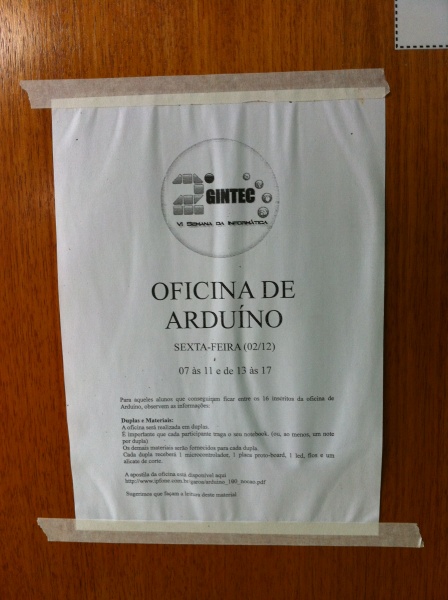 2º GINTEC
VI SEMANA DA INFORMÁTICA
OFICINA DE
ARDUÍNO
SEXTA-FEIRA (02/12)
07 às 11 e de 13 às 17
Para aqueles alunos que conseguiram ficar entre os 16 inscritos da oficina de
Arduíno, observem as informações:
Duplas e Materiais:
A oficina será realizada em duplas.
É importante que cada participante traga o seu notebook. (ou, ao menos, um note
por dupla)
Os demais materiais serão fornecidos para cada dupla.
Cada dupla receberá 1 microcontrolador, 1 placa proto-board, 1 led, fios e um
alicate de corte.
A apostila da oficina está disponível aqui
Sugerimos que façam a leitura deste material